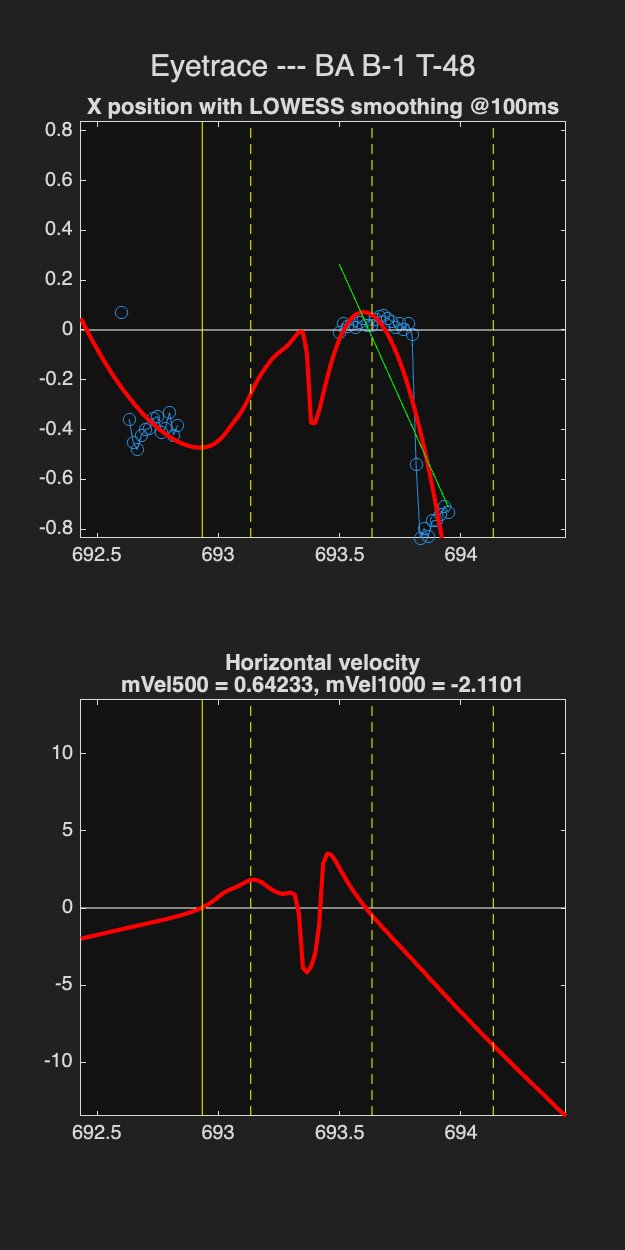 Eyetrace --- BA B-1 T-48
X position with LOWESS smoothing @100ms
0.8
0.6
0.4
0.2
0
-0.2
-0.4
-0.6
-0.8
692.5 693 693.5 694
Horizontal velocity
mVel500 = 0.64233, mVel1000 = -2.1101
10
5
0
-5
-10
692.5 693 693.5 694